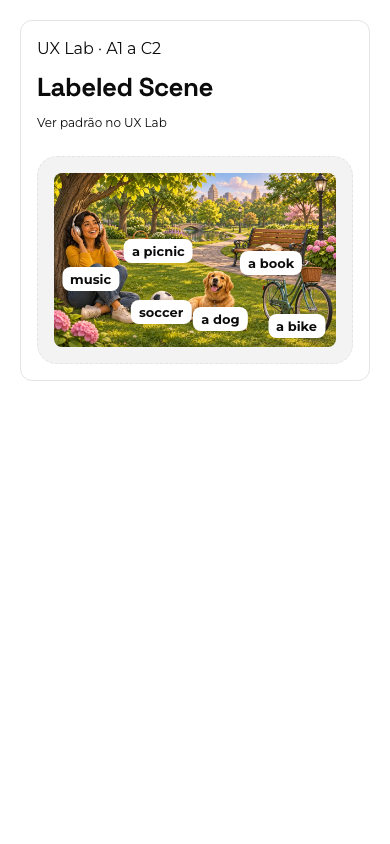 UX Lab · A1 a C2
Labeled Scene
Ver padrão no UX Lab
a picnic
a book
music
soccer
a dog
a bike